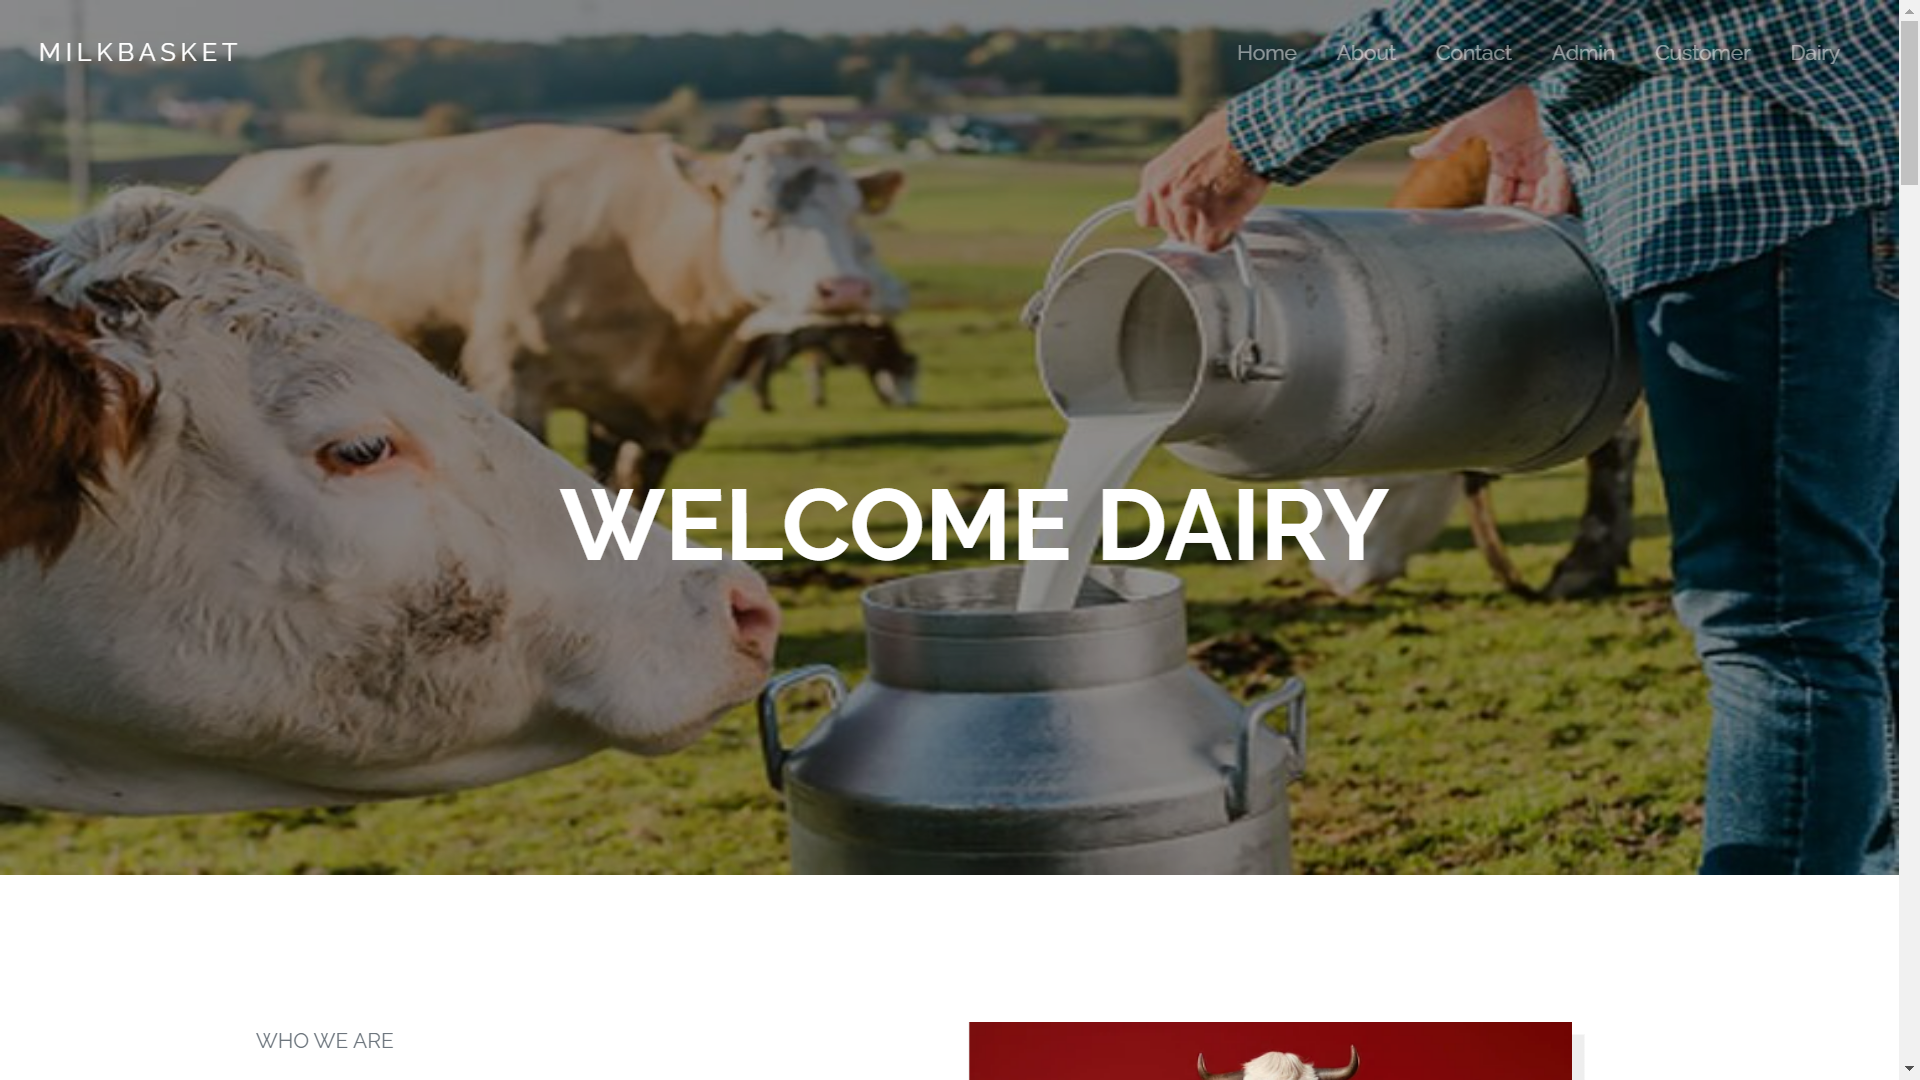 MILKBASKET
Home About Contact Admin Customer Dairy
WELCOME DAIRY
WHO WE ARE